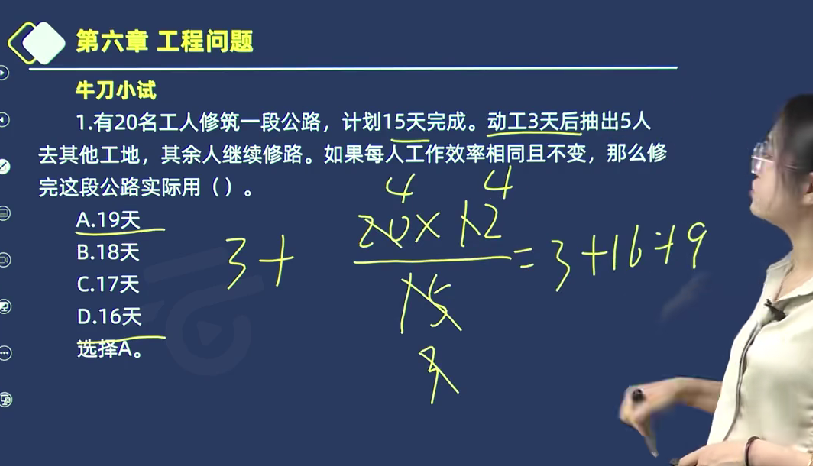 第六章 工程问题
牛刀小试
1.有20名工人修筑一段公路，计划15天完成。动工3天后抽出5人
去其他工地，其余人继续修路。如果每人工作效率相同且不变，那么修
完这段公路实际用（）。
A.19天
B.18天
C.17天
D.16天
选择A。
4 4
3+ 20×12 = 3+16=19
15
3